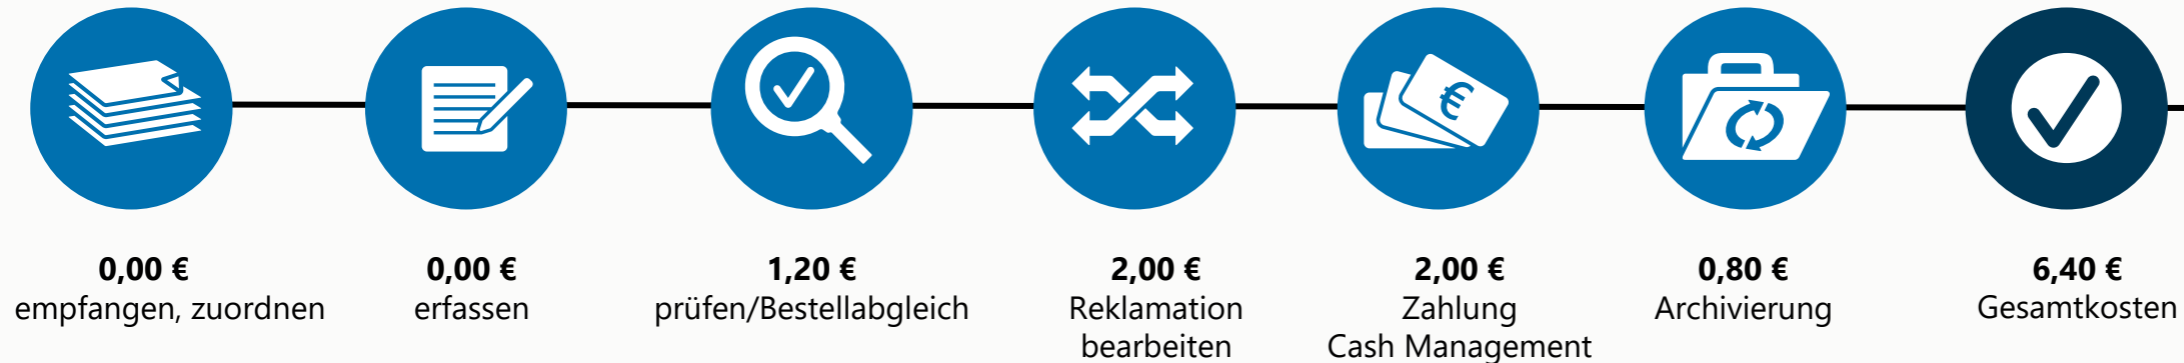 0,00 €
empfangen, zuordnen
0,00 €
erfassen
1,20 €
prüfen/Bestellabgleich
2,00 €
Reklamation
bearbeiten
2,00 €
Zahlung
Cash Management
0,80 €
Archivierung
6,40 €
Gesamtkosten